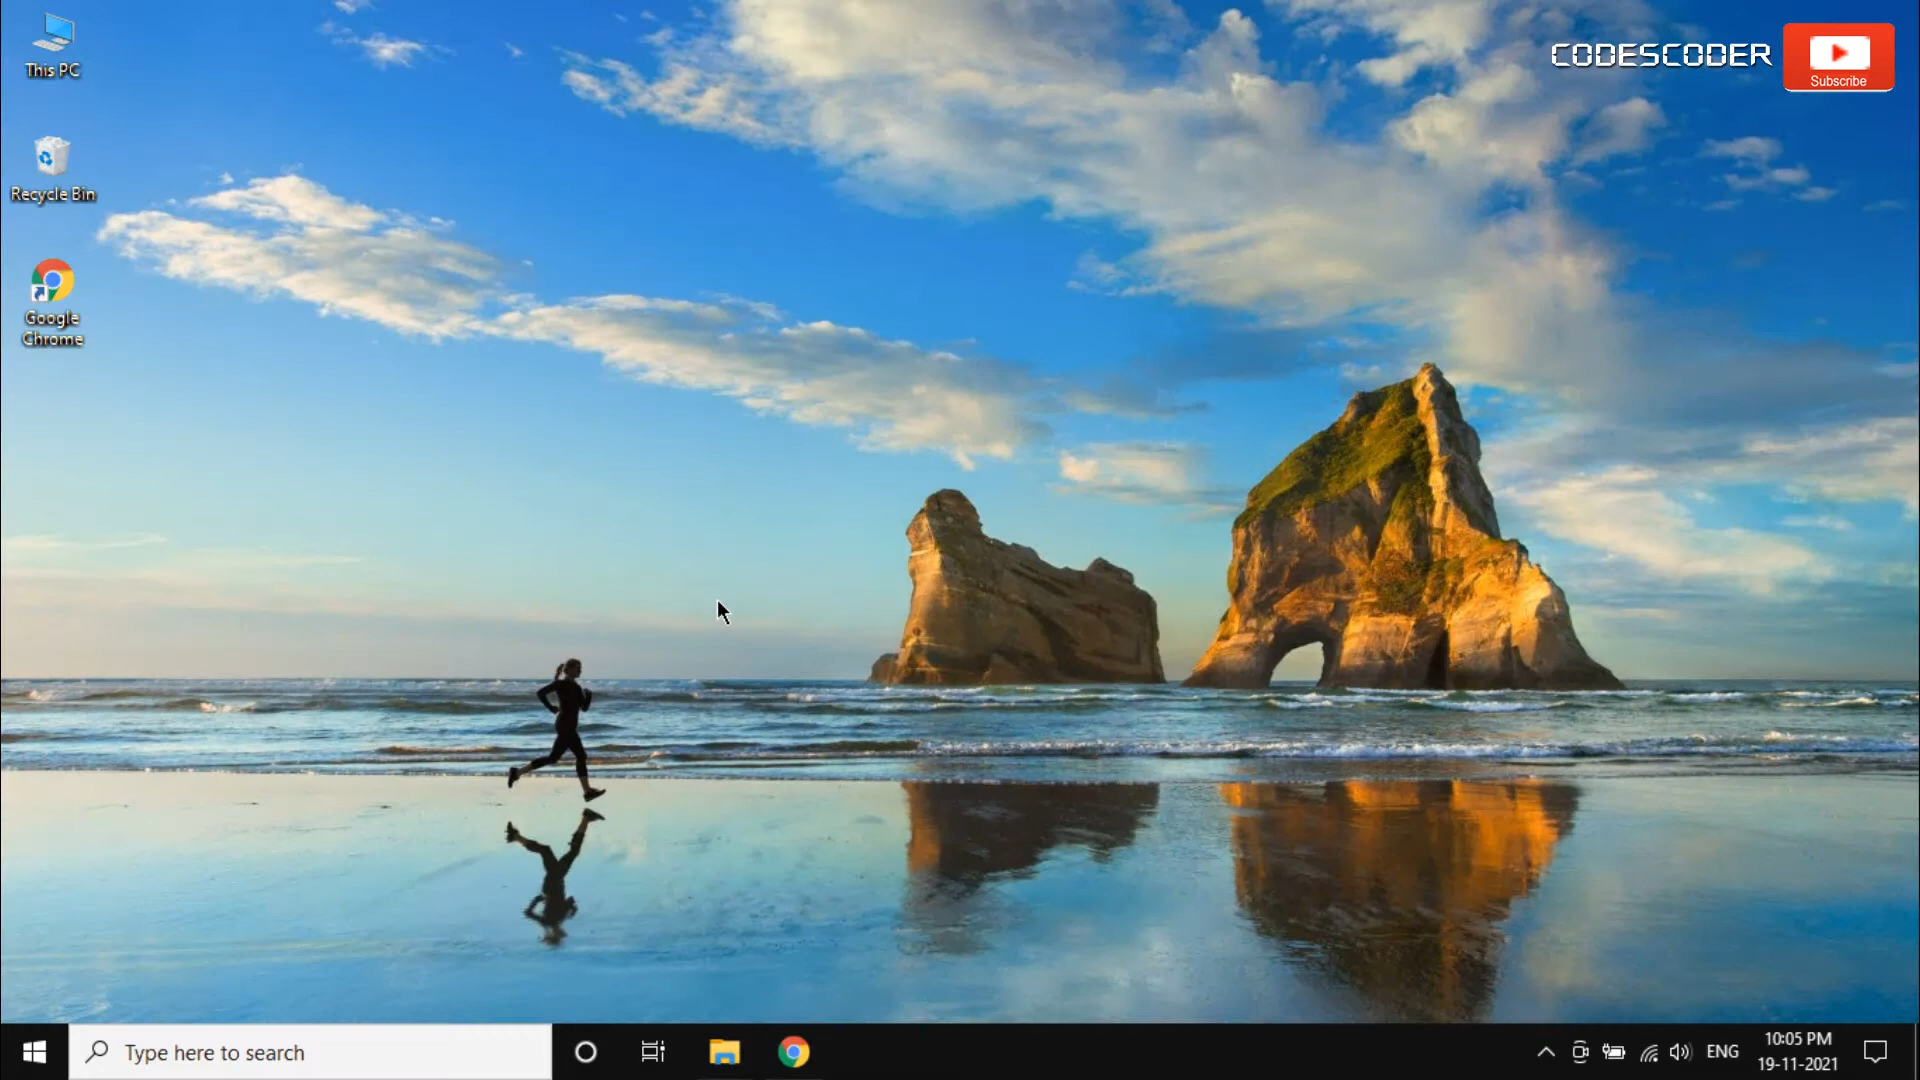 This PC
CODESCODER
Subscribe
Recycle Bin
Google
Chrome
Type here to search
ENG
10:05 PM
19-11-2021